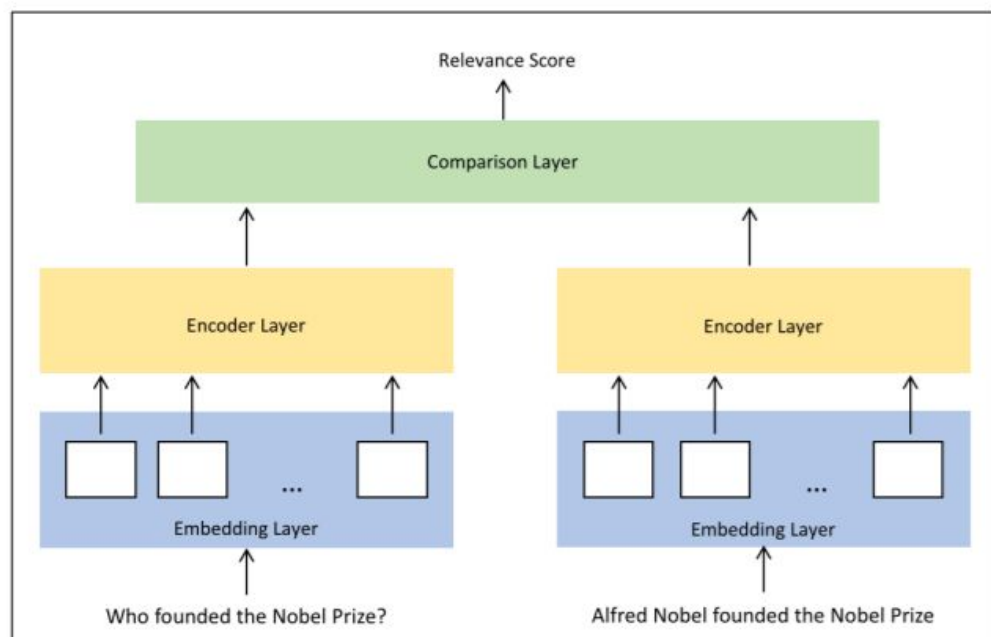 Relevance Score
Comparison Layer
Encoder Layer
Encoder Layer
...
...
Embedding Layer
Embedding Layer
Who founded the Nobel Prize?
Alfred Nobel founded the Nobel Prize